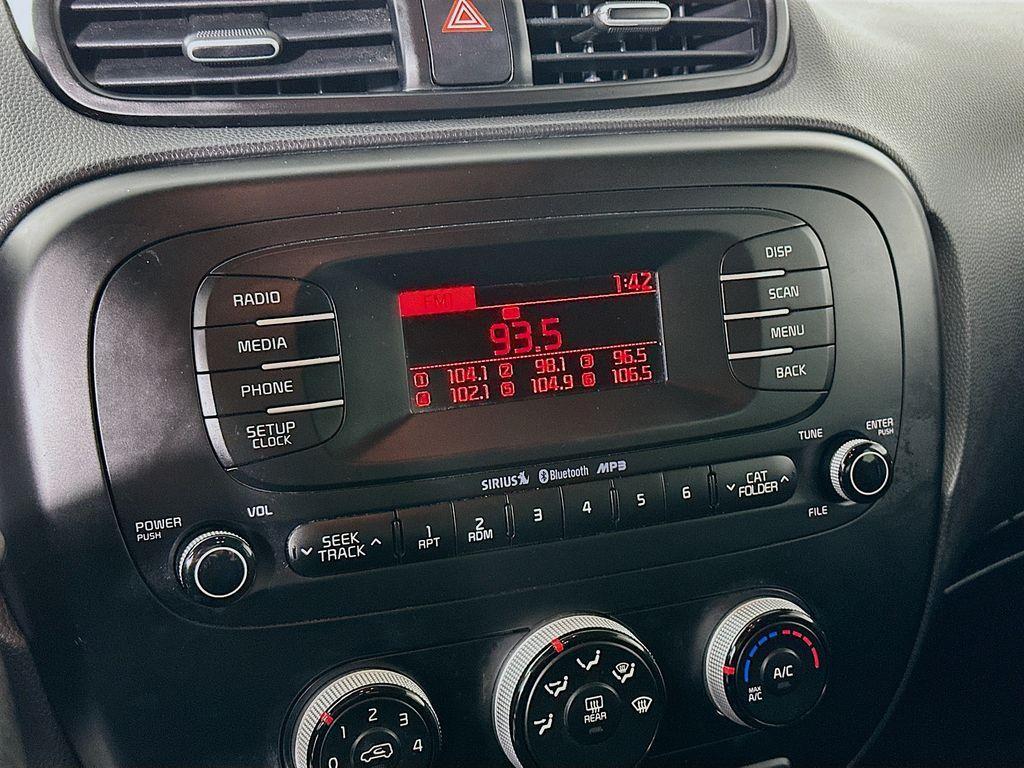 DISP
RADIO
SCAN
MEDIA
MENU
PHONE
BACK
SETUP
CLOCK
FM1 1:42
93.5
1 104.1 2 98.1 3 96.5
4 102.1 5 104.9 6 106.5
SIRIUS Bluetooth MP3
TUNE
ENTER
PUSH
FILE
POWER
PUSH
VOL
SEEK
TRACK
1
RPT
2
RDM
3
4
5
6
CAT
FOLDER
0 1 2 3 4
REAR
A/C
MAX
A/C